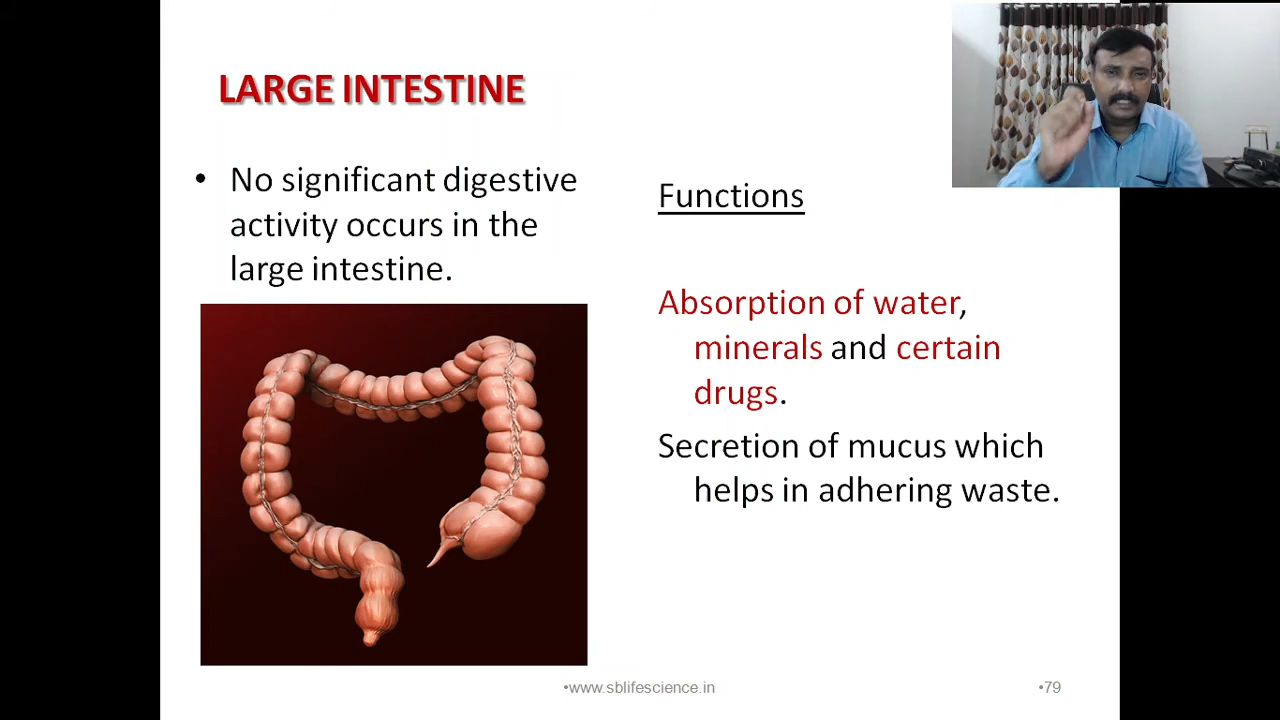 LARGE INTESTINE
• No significant digestive
activity occurs in the
large intestine.
Functions
Absorption of water,
minerals and certain
drugs.
Secretion of mucus which
helps in adhering waste.
•www.sblifescience.in
•79